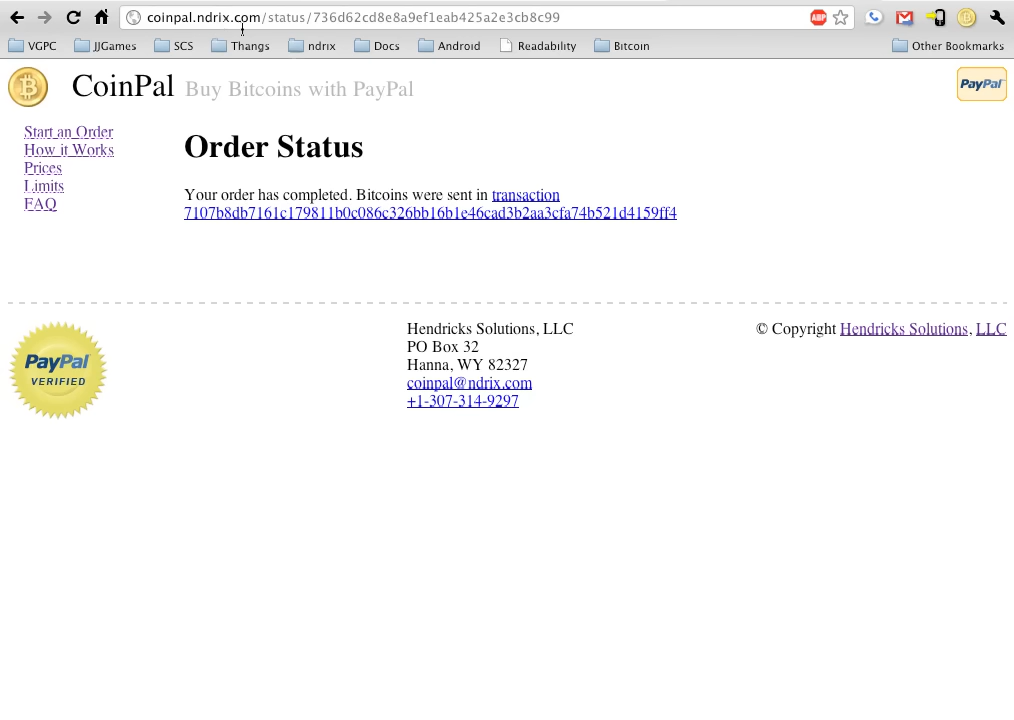 coinpal.ndrix.com/status/736d62cd8e8a9ef1eab425a2e3cb8c99
ABP
VGPC JJGames SCS Thangs ndrix Docs Android Readability Bitcoin Other Bookmarks
CoinPal Buy Bitcoins with PayPal
PayPal
Start an Order
How it Works
Prices
Limits
FAQ
Order Status
Your order has completed. Bitcoins were sent in transaction
7107b8db7161c179811b0c086c326bb16b1e46cad3b2aa3cfa74b521d4159ff4
PayPal
VERIFIED
Hendricks Solutions, LLC
PO Box 32
Hanna, WY 82327
coinpal@ndrix.com
+1-307-314-9297
© Copyright Hendricks Solutions, LLC